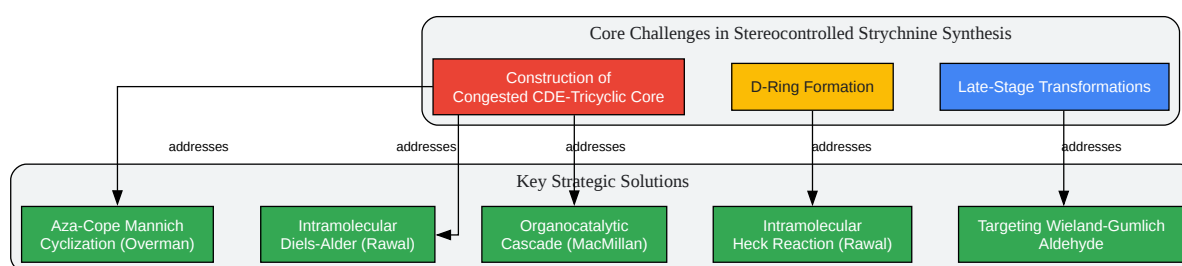 Core Challenges in Stereocontrolled Strychnine Synthesis
Construction of
Congested CDE-Tricyclic Core
D-Ring Formation
Late-Stage Transformations
addresses
addresses
addresses
addresses
addresses
Key Strategic Solutions
Aza-Cope Mannich
Cyclization (Overman)
Intramolecular
Diels-Alder (Rawal)
Organocatalytic
Cascade (MacMillan)
Intramolecular
Heck Reaction (Rawal)
Targeting Wieland-Gumlich
Aldehyde